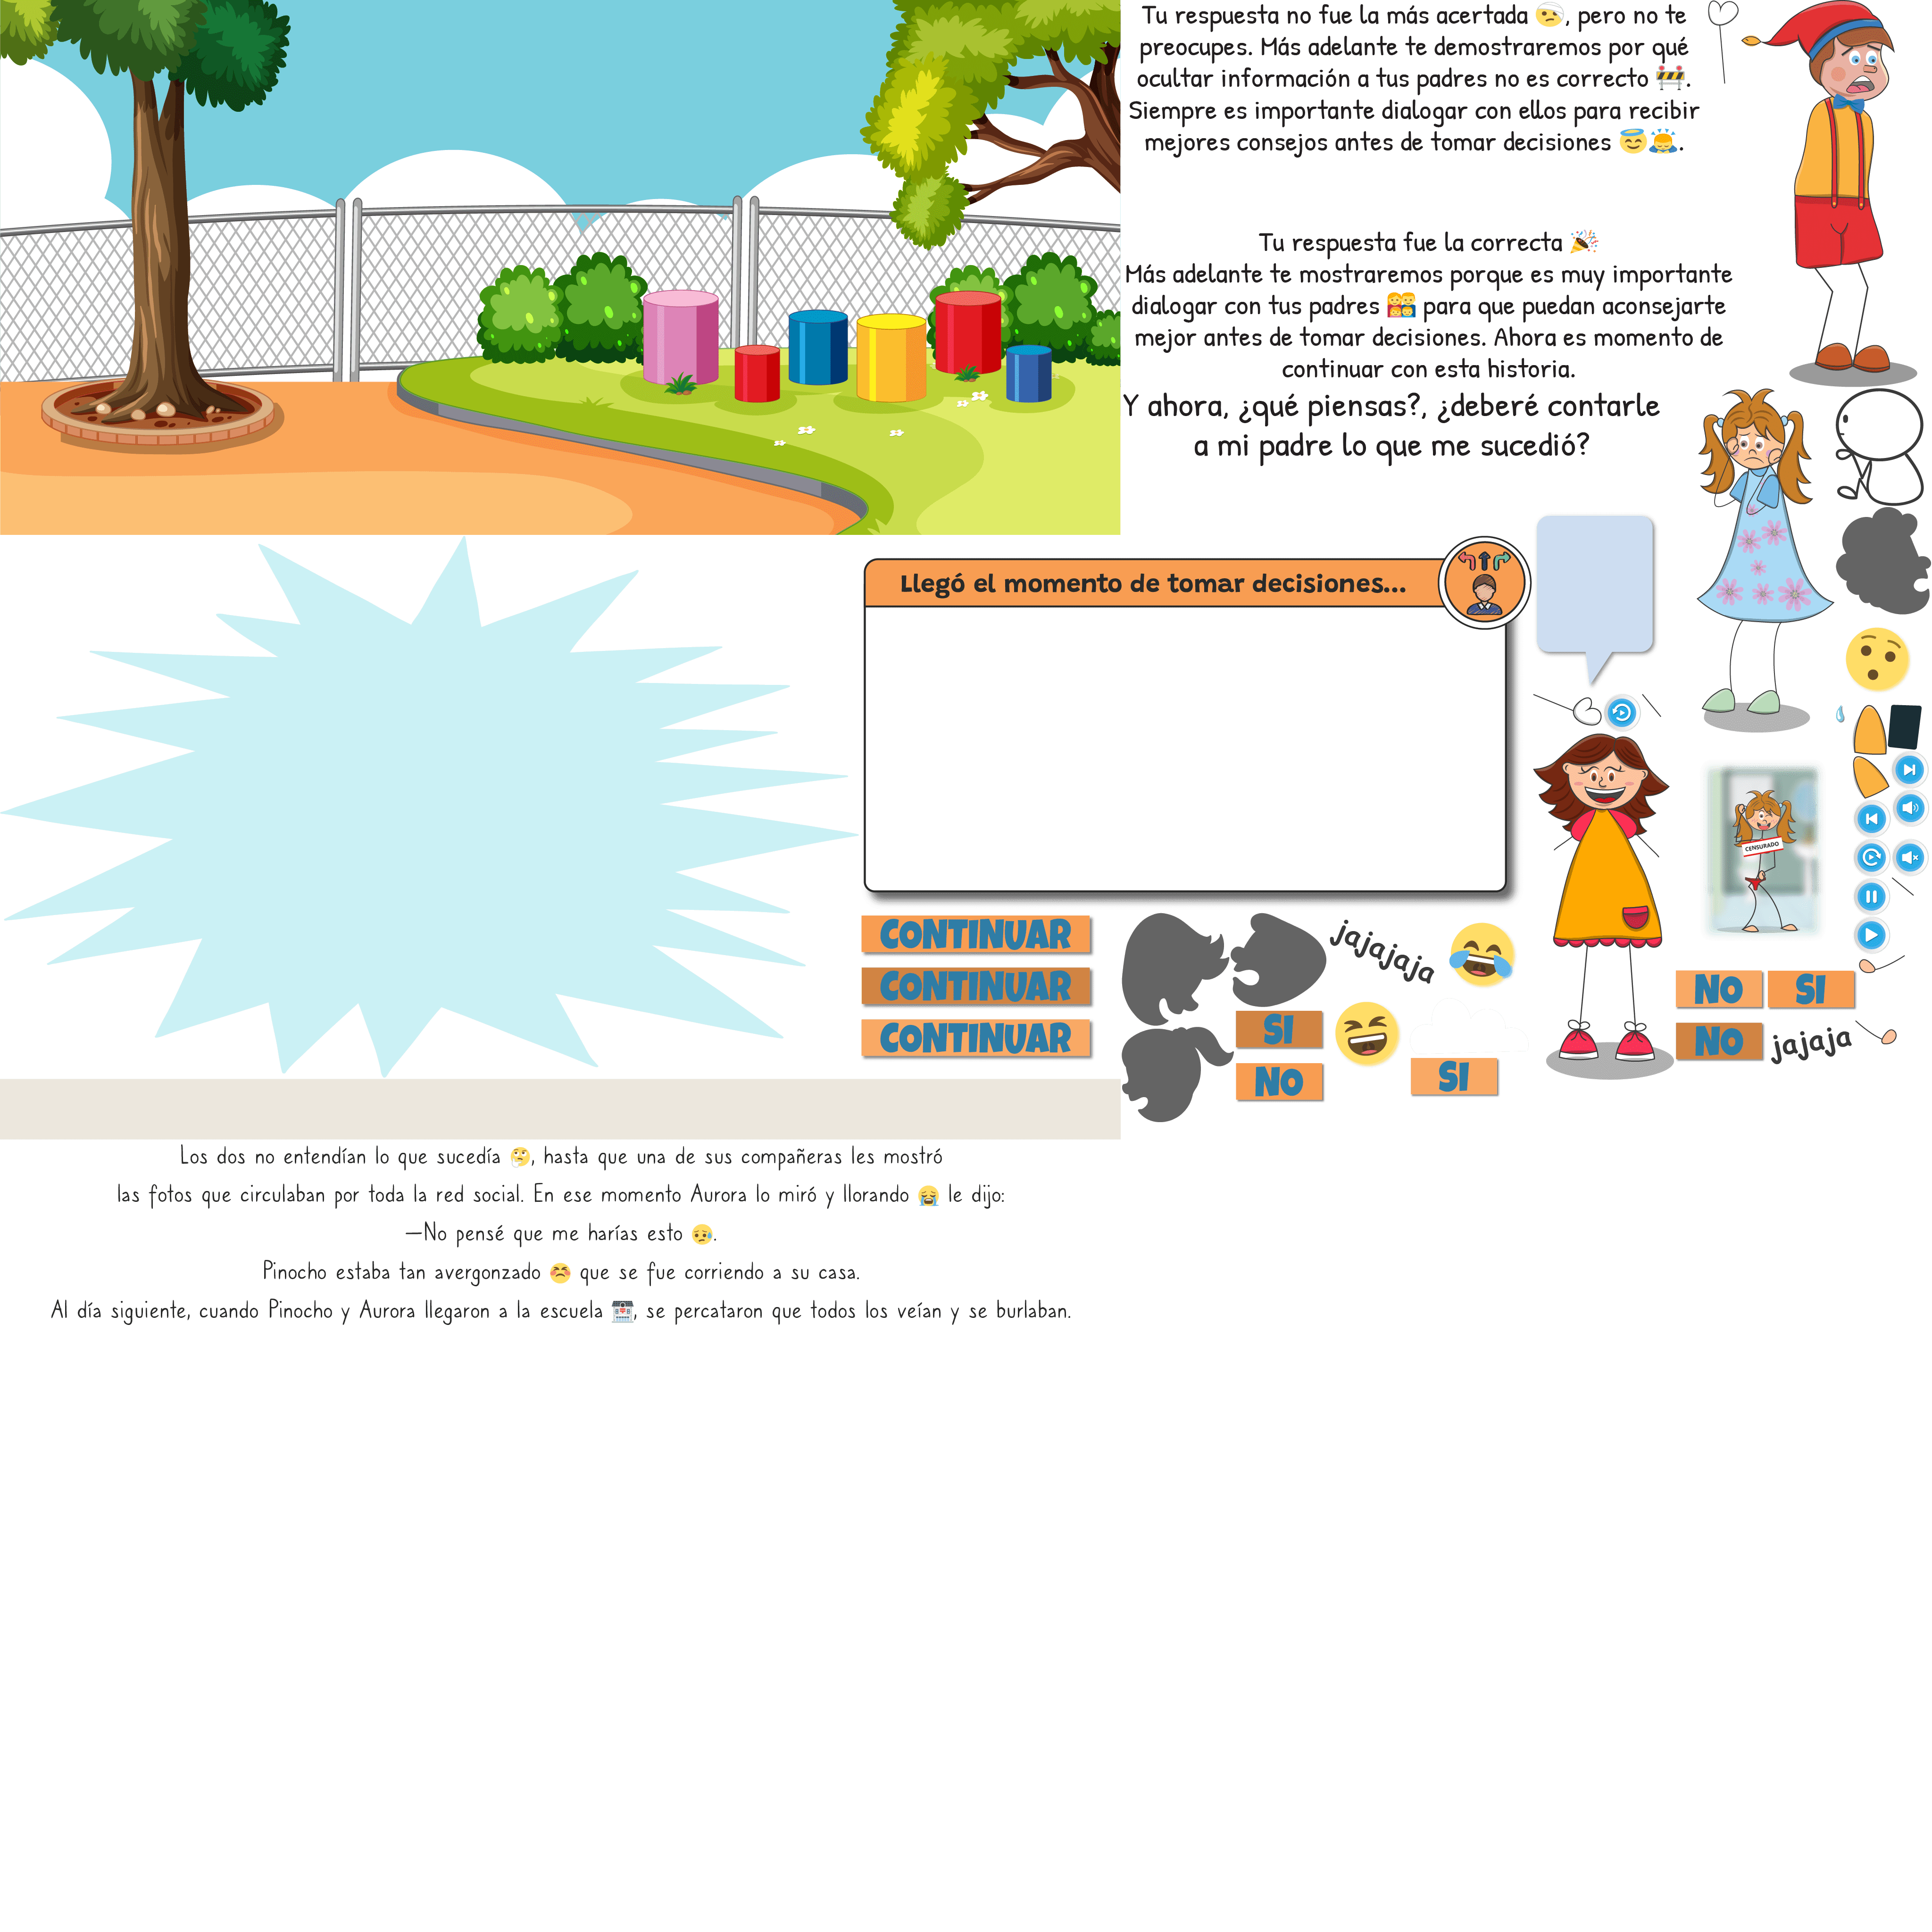 Tu respuesta no fue la más acertada 🤕, pero no te
preocupes. Más adelante te demostraremos por qué
ocultar información a tus padres no es correcto 🚧.
Siempre es importante dialogar con ellos para recibir
mejores consejos antes de tomar decisiones 😇🙇.
Tu respuesta fue la correcta 🎉
Más adelante te mostraremos porque es muy importante
dialogar con tus padres 👨‍👩‍👧‍👦 para que puedan aconsejarte
mejor antes de tomar decisiones. Ahora es momento de
continuar con esta historia.
Y ahora, ¿qué piensas?, ¿deberé contarle
a mi padre lo que me sucedió?
Llegó el momento de tomar decisiones...
CENSURADO
CONTINUAR
CONTINUAR
CONTINUAR
jajajaja
SI
NO
SI
NO
SI
NO
jajaja
Los dos no entendían lo que sucedía 🤔, hasta que una de sus compañeras les mostró
las fotos que circulaban por toda la red social. En ese momento Aurora lo miró y llorando 😭 le dijo:
—No pensé que me harías esto 😥.
Pinocho estaba tan avergonzado 😣 que se fue corriendo a su casa.
Al día siguiente, cuando Pinocho y Aurora llegaron a la escuela 🏫, se percataron que todos los veían y se burlaban.